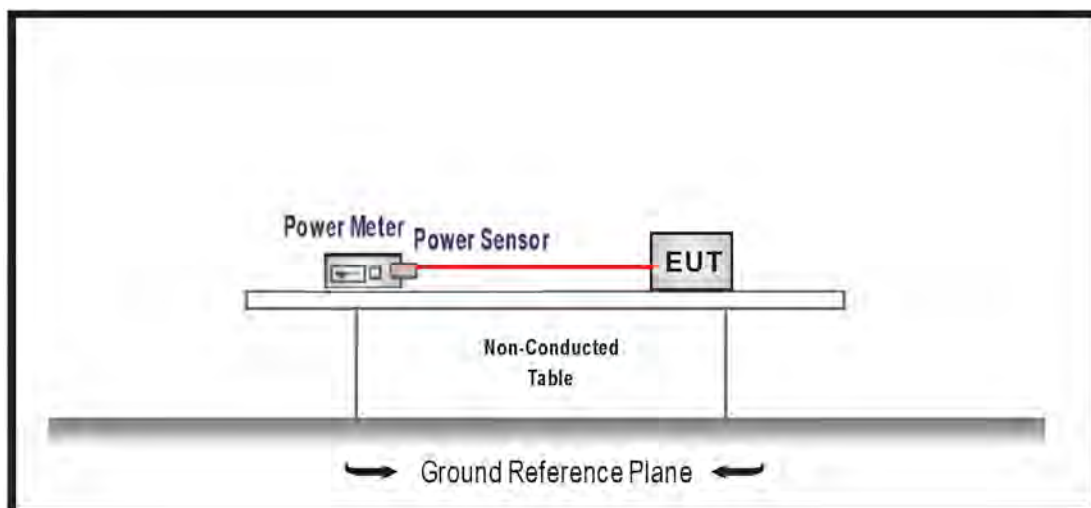 Power Meter
Power Sensor
EUT
Non-Conducted
Table
Ground Reference Plane